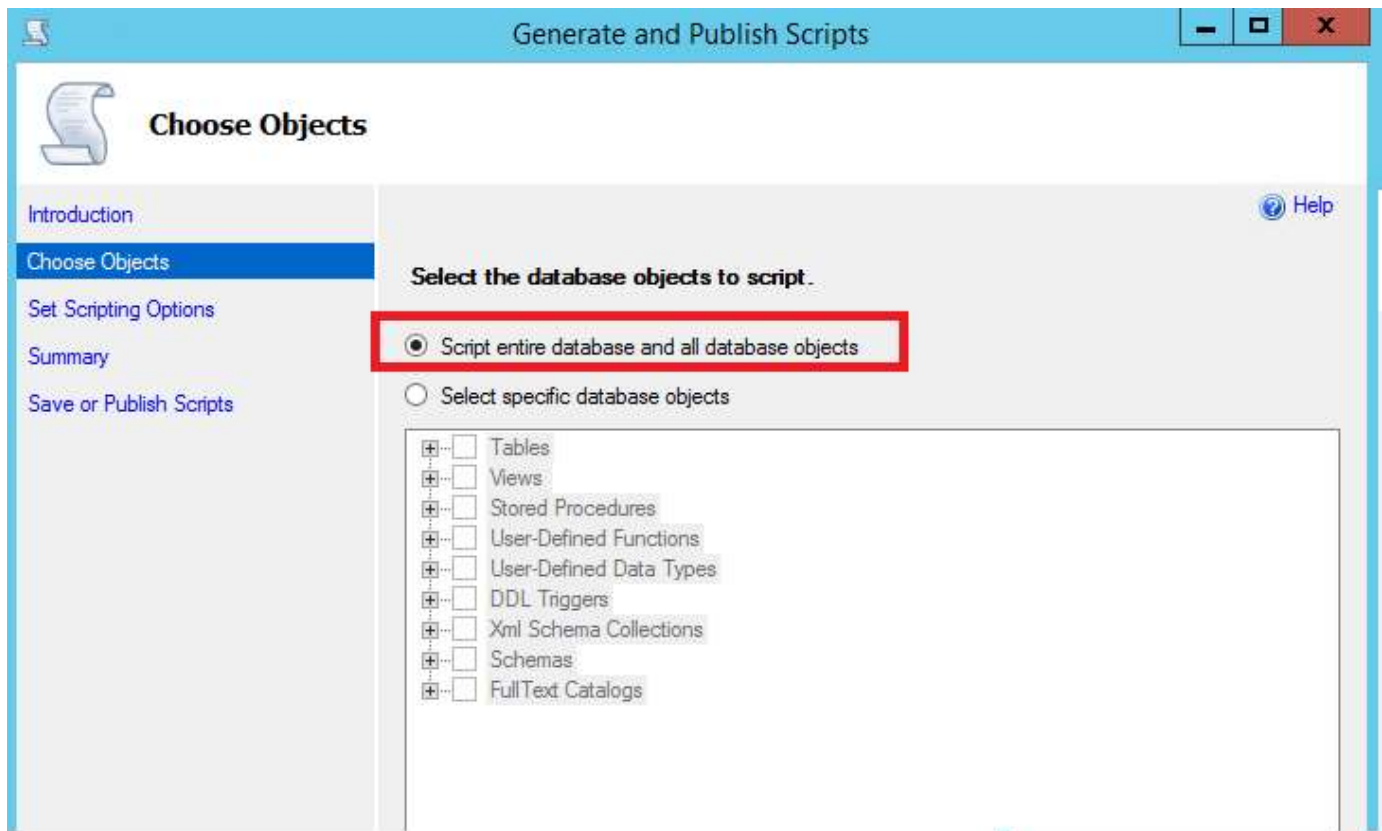 Generate and Publish Scripts
Choose Objects
Help
Introduction
Choose Objects
Set Scripting Options
Summary
Save or Publish Scripts
Select the database objects to script.
Script entire database and all database objects
Select specific database objects
Tables
Views
Stored Procedures
User-Defined Functions
User-Defined Data Types
DDL Triggers
Xml Schema Collections
Schemas
FullText Catalogs